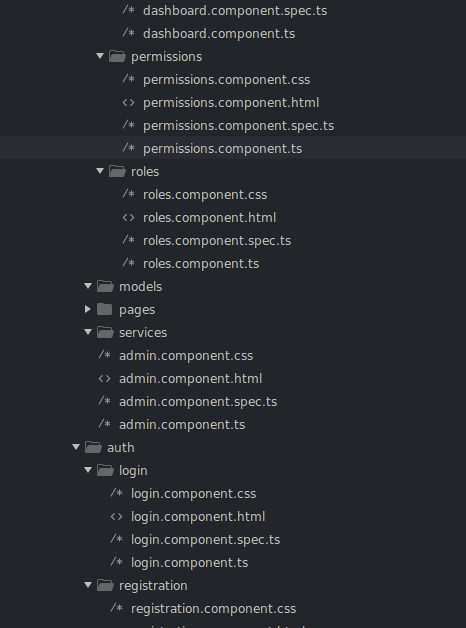 dashboard.component.spec.ts
dashboard.component.ts
permissions
permissions.component.css
permissions.component.html
permissions.component.spec.ts
permissions.component.ts
roles
roles.component.css
roles.component.html
roles.component.spec.ts
roles.component.ts
models
pages
services
admin.component.css
admin.component.html
admin.component.spec.ts
admin.component.ts
auth
login
login.component.css
login.component.html
login.component.spec.ts
login.component.ts
registration
registration.component.css